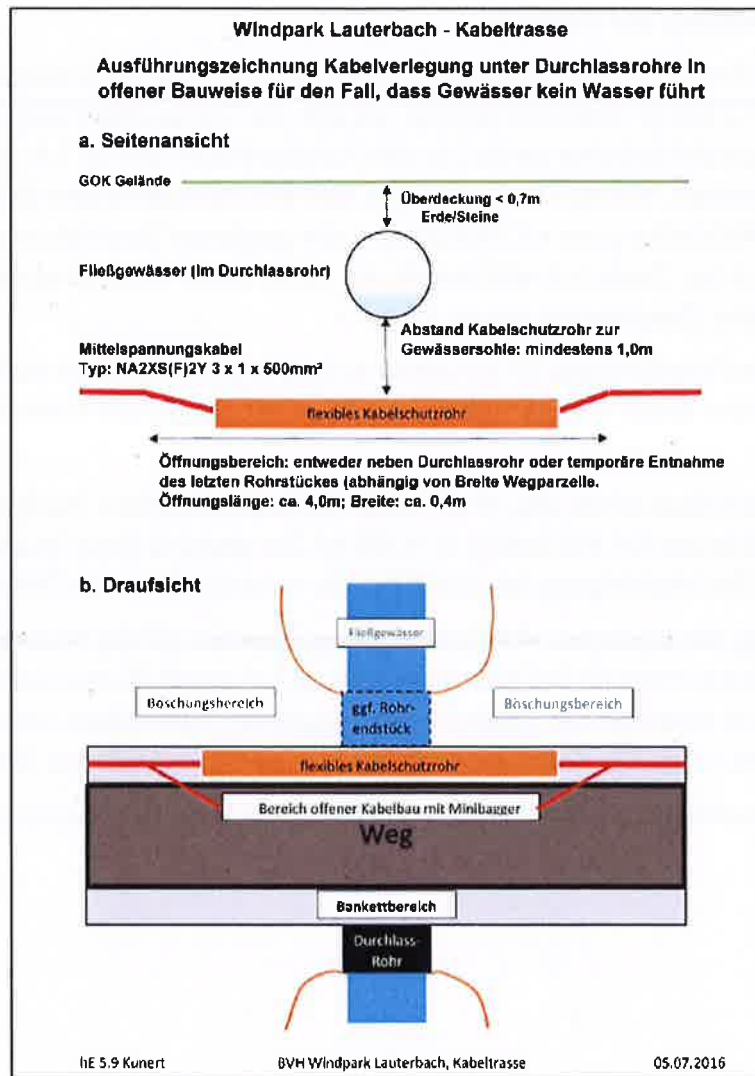 Windpark Lauterbach - Kabeltrasse
Ausführungszeichnung Kabelverlegung unter Durchlassrohre in
offener Bauweise für den Fall, dass Gewässer kein Wasser führt
a. Seitenansicht
GOK Gelände
Überdeckung < 0,7m
Erde/Steine
Fließgewässer (im Durchlassrohr)
Abstand Kabelschutzrohr zur
Gewässersohle: mindestens 1,0m
Mittelspannungskabel
Typ: NA2XS(F)2Y 3 x 1 x 500mm²
flexibles Kabelschutzrohr
Öffnungsbereich: entweder neben Durchlassrohr oder temporäre Entnahme
des letzten Rohrstückes (abhängig von Breite Wegparzelle.
Öffnungslänge: ca. 4,0m; Breite: ca. 0,4m
b. Draufsicht
Fließgewässer
Böschungsbereich
ggf. Rohr-
endstück
Böschungsbereich
flexibles Kabelschutzrohr
Bereich offener Kabelbau mit Minibagger
Weg
Bankettbereich
Durchlass-
Rohr
hE 5.9 Kunert
BVH Windpark Lauterbach, Kabeltrasse
05.07.2016